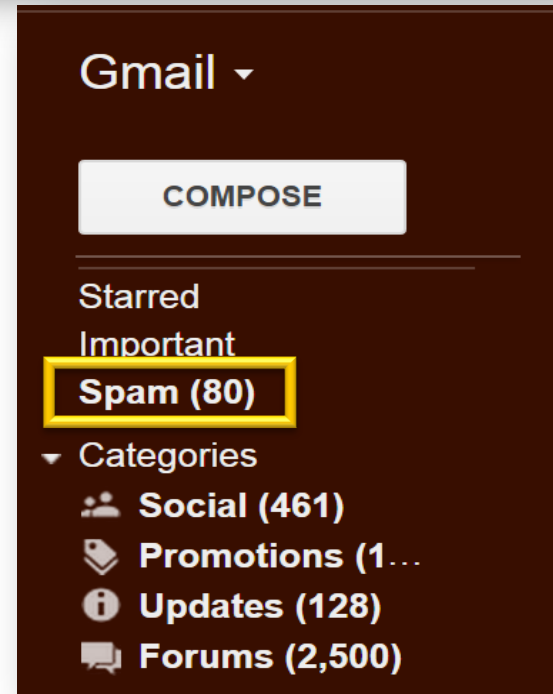 Gmail
COMPOSE
Starred
Important
Spam (80)
Categories
Social (461)
Promotions (1...
Updates (128)
Forums (2,500)